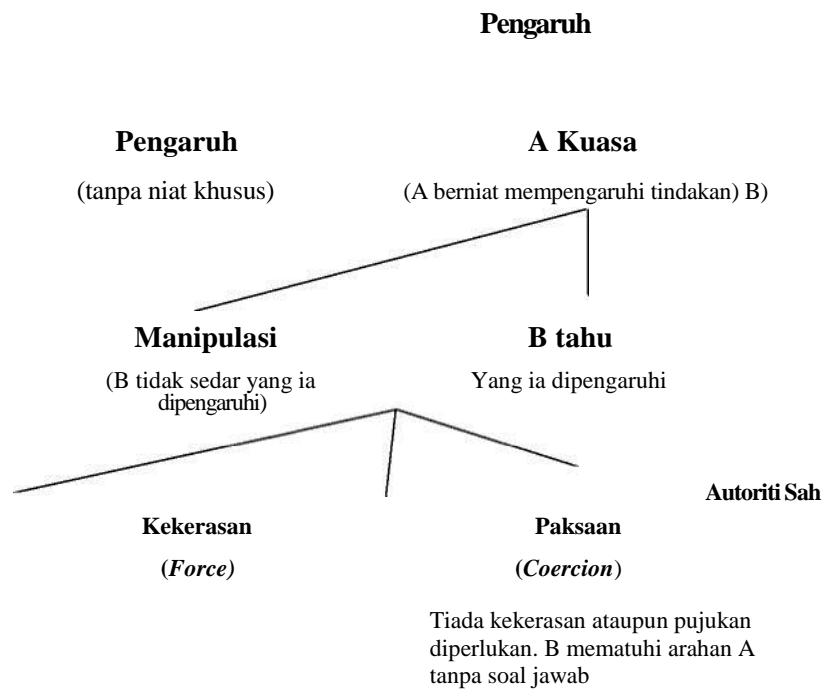 Pengaruh
Pengaruh
A Kuasa
(tanpa niat khusus)
(A berniat mempengaruhi tindakan) B)
Manipulasi
B tahu
(B tidak sedar yang ia
dipengaruhi)
Yang ia dipengaruhi
Autoriti Sah
Kekerasan
Paksaan
(Force)
(Coercion)
Tiada kekerasan ataupun pujukan
diperlukan. B mematuhi arahan A
tanpa soal jawab